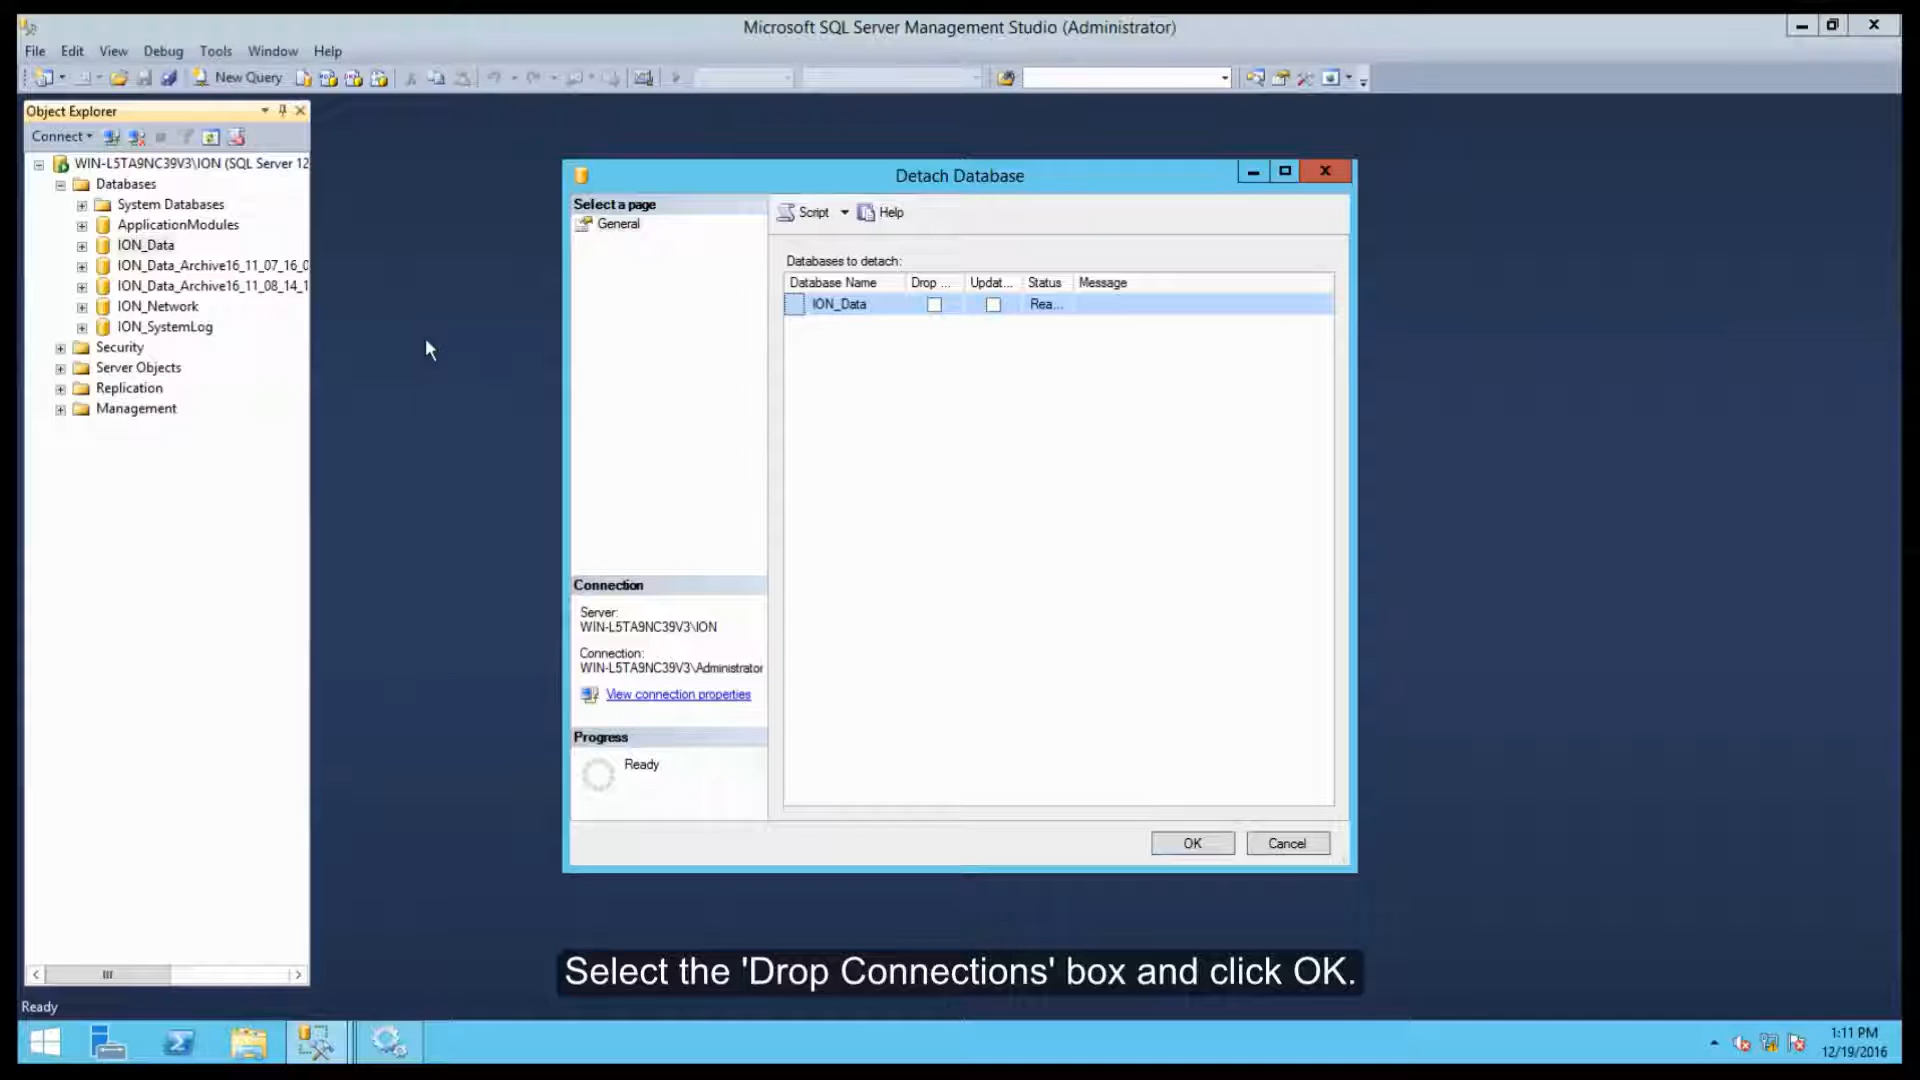 Microsoft SQL Server Management Studio (Administrator)
File Edit View Debug Tools Window Help
New Query
Object Explorer
Connect
WIN-L5TA9NC39V3\ION (SQL Server 12
Databases
System Databases
ApplicationModules
ION_Data
ION_Data_Archive16_11_07_16_0
ION_Data_Archive16_11_08_14_1
ION_Network
ION_SystemLog
Security
Server Objects
Replication
Management
Detach Database
Select a page
General
Script Help
Databases to detach:
Database Name Drop ... Updat... Status Message
ION_Data Rea...
Connection
Server:
WIN-L5TA9NC39V3\ION
Connection:
WIN-L5TA9NC39V3\Administrator
View connection properties
Progress
Ready
OK Cancel
Select the 'Drop Connections' box and click OK.
Ready
1:11 PM
12/19/2016